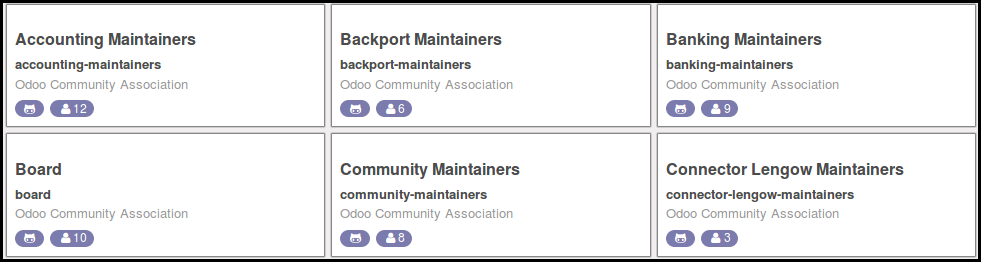 Accounting Maintainers
accounting-maintainers
Odoo Community Association
12
Backport Maintainers
backport-maintainers
Odoo Community Association
6
Banking Maintainers
banking-maintainers
Odoo Community Association
9
Board
board
Odoo Community Association
10
Community Maintainers
community-maintainers
Odoo Community Association
8
Connector Lengow Maintainers
connector-lengow-maintainers
Odoo Community Association
3